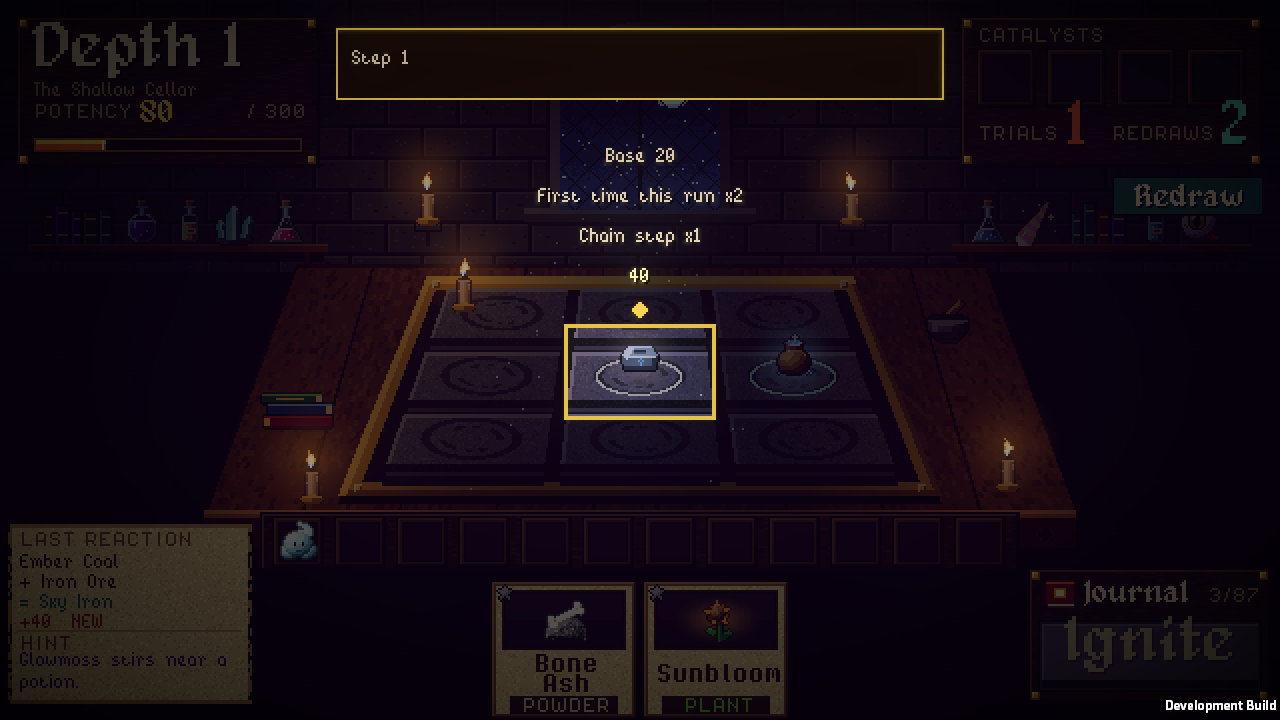 Depth 1
The Shallow Cellar
POTENCY 80 / 300
Step 1
CATALYSTS
TRIALS 1 REDRAWS 2
Redraw
Base 20
First time this run x2
Chain step x1
40
LAST REACTION
Ember Coal
+ Iron Ore
= Sky Iron
+40 NEW
HINT
Glowmoss stirs near a
potion.
Bone
Ash
POWDER
Sunbloom
PLANT
Journal 3/87
Ignite
Development Build